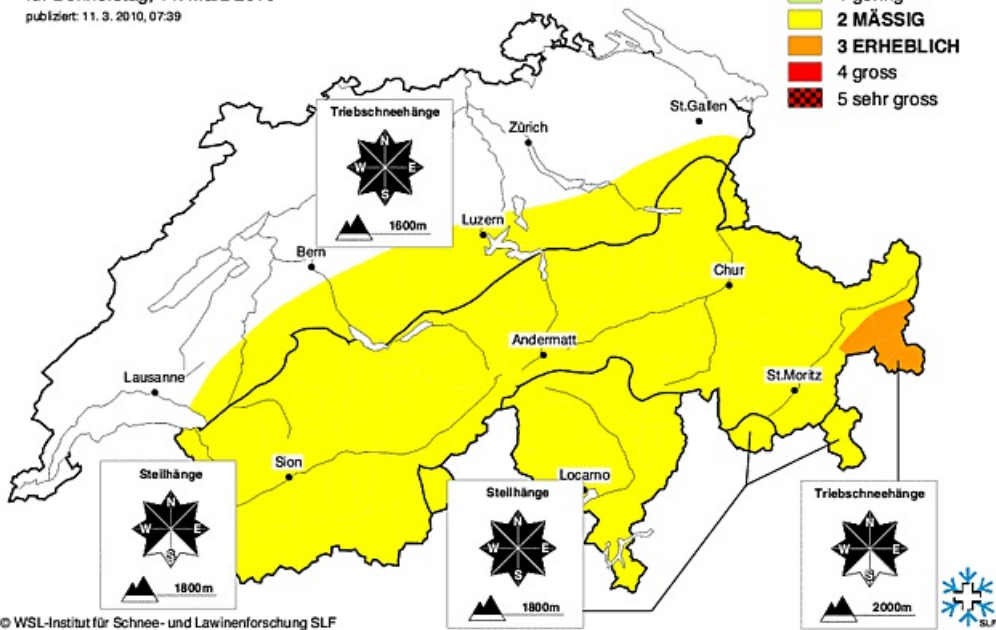 publiziert: 11. 3. 2010, 07:39
2 MÄSSIG
3 ERHEBLICH
4 gross
5 sehr gross
St.Gallen
Zürich
Triebschneehänge
N
W E
S
1600m
Luzern
Bern
Chur
Andermatt
St.Moritz
Lausanne
Sion
Locarno
Steilhänge
N
W E
S
1800m
Steilhänge
N
W E
S
1800m
Triebschneehänge
N
W E
S
2000m
SLF
© WSL-Institut für Schnee- und Lawinenforschung SLF